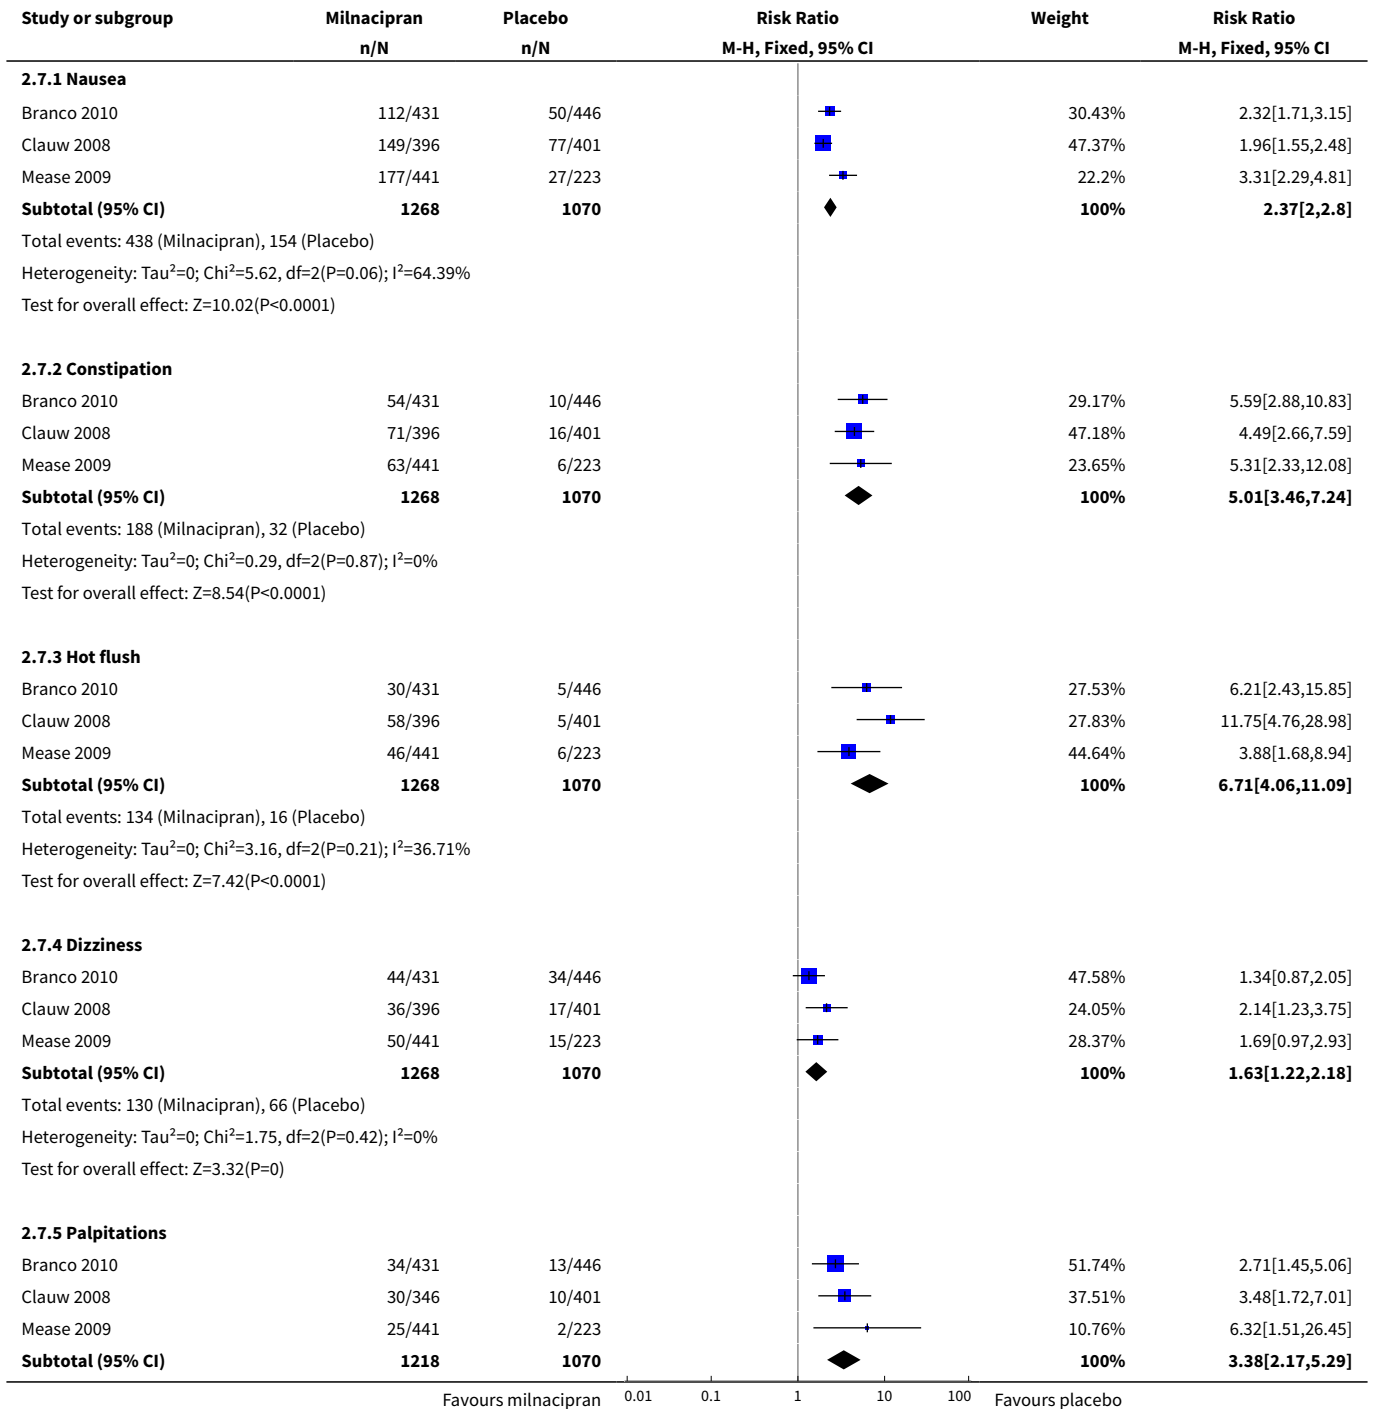 Study or subgroup Milnacipran Placebo Risk Ratio Weight Risk Ratio
n/N n/N M-H, Fixed, 95% CI M-H, Fixed, 95% CI
2.7.1 Nausea
Branco 2010 112/431 50/446 30.43% 2.32[1.71,3.15]
Clauw 2008 149/396 77/401 47.37% 1.96[1.55,2.48]
Mease 2009 177/441 27/223 22.2% 3.31[2.29,4.81]
Subtotal (95% CI) 1268 1070 100% 2.37[2,2.8]
Total events: 438 (Milnacipran), 154 (Placebo)
Heterogeneity: Tau²=0; Chi²=5.62, df=2(P=0.06); I²=64.39%
Test for overall effect: Z=10.02(P<0.0001)
2.7.2 Constipation
Branco 2010 54/431 10/446 29.17% 5.59[2.88,10.83]
Clauw 2008 71/396 16/401 47.18% 4.49[2.66,7.59]
Mease 2009 63/441 6/223 23.65% 5.31[2.33,12.08]
Subtotal (95% CI) 1268 1070 100% 5.01[3.46,7.24]
Total events: 188 (Milnacipran), 32 (Placebo)
Heterogeneity: Tau²=0; Chi²=0.29, df=2(P=0.87); I²=0%
Test for overall effect: Z=8.54(P<0.0001)
2.7.3 Hot flush
Branco 2010 30/431 5/446 27.53% 6.21[2.43,15.85]
Clauw 2008 58/396 5/401 27.83% 11.75[4.76,28.98]
Mease 2009 46/441 6/223 44.64% 3.88[1.68,8.94]
Subtotal (95% CI) 1268 1070 100% 6.71[4.06,11.09]
Total events: 134 (Milnacipran), 16 (Placebo)
Heterogeneity: Tau²=0; Chi²=3.16, df=2(P=0.21); I²=36.71%
Test for overall effect: Z=7.42(P<0.0001)
2.7.4 Dizziness
Branco 2010 44/431 34/446 47.58% 1.34[0.87,2.05]
Clauw 2008 36/396 17/401 24.05% 2.14[1.23,3.75]
Mease 2009 50/441 15/223 28.37% 1.69[0.97,2.93]
Subtotal (95% CI) 1268 1070 100% 1.63[1.22,2.18]
Total events: 130 (Milnacipran), 66 (Placebo)
Heterogeneity: Tau²=0; Chi²=1.75, df=2(P=0.42); I²=0%
Test for overall effect: Z=3.32(P=0)
2.7.5 Palpitations
Branco 2010 34/431 13/446 51.74% 2.71[1.45,5.06]
Clauw 2008 30/346 10/401 37.51% 3.48[1.72,7.01]
Mease 2009 25/441 2/223 10.76% 6.32[1.51,26.45]
Subtotal (95% CI) 1218 1070 100% 3.38[2.17,5.29]
Favours milnacipran 0.01 0.1 1 10 100 Favours placebo